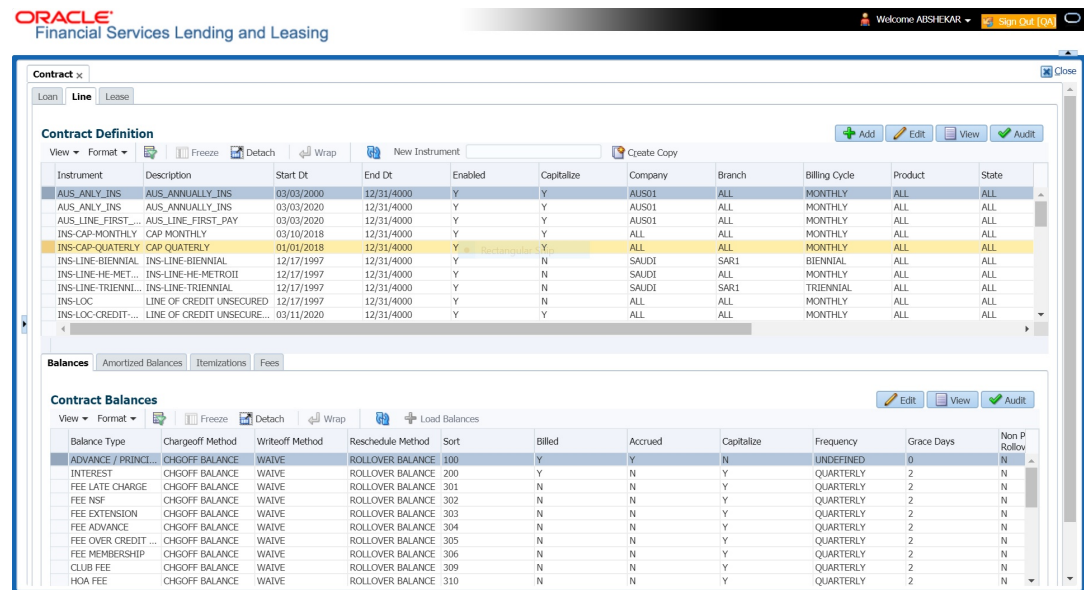 ORACLE®
Financial Services Lending and Leasing
Welcome ABSHEKAR
Sign Out [QA]
Contract ×
Close
Loan Line Lease
Contract Definition
Add Edit View Audit
View Format Freeze Detach Wrap New Instrument Create Copy
Instrument Description Start Dt End Dt Enabled Capitalize Company Branch Billing Cycle Product State
AUS_ANLY_INS AUS_ANNUALLY_INS 03/03/2000 12/31/4000 Y Y AUS01 ALL MONTHLY ALL ALL
AUS_ANLY_INS AUS_ANNUALLY_INS 03/03/2020 12/31/4000 Y Y AUS01 ALL MONTHLY ALL ALL
AUS_LINE_FIRST_... AUS_LINE_FIRST_PAY 03/03/2020 12/31/4000 Y Y AUS01 ALL MONTHLY ALL ALL
INS-CAP-MONTHLY CAP MONTHLY 03/10/2018 12/31/4000 Y Y ALL ALL MONTHLY ALL ALL
INS-CAP-QUATERLY CAP QUATERLY 01/01/2018 12/31/4000 Y Y ALL ALL MONTHLY ALL ALL
Rectangular
INS-LINE-BIENNIAL INS-LINE-BIENNIAL 12/17/1997 12/31/4000 Y N SAUDI SAR1 BIENNIAL ALL ALL
INS-LINE-HE-MET... INS-LINE-HE-METROII 12/17/1997 12/31/4000 Y N SAUDI ALL MONTHLY ALL ALL
INS-LINE-TRIENNI... INS-LINE-TRIENNIAL 12/17/1997 12/31/4000 Y N SAUDI SAR1 TRIENNIAL ALL ALL
INS-LOC LINE OF CREDIT UNSECURED 12/17/1997 12/31/4000 Y N ALL ALL MONTHLY ALL ALL
INS-LOC-CREDIT-... LINE OF CREDIT UNSECURE... 03/11/2020 12/31/4000 Y Y ALL ALL MONTHLY ALL ALL
Balances Amortized Balances Itemizations Fees
Contract Balances
Edit View Audit
View Format Freeze Detach Wrap Load Balances
Balance Type Chargeoff Method Writeoff Method Reschedule Method Sort Billed Accrued Capitalize Frequency Grace Days Non P
Rollov
ADVANCE / PRINCI... CHGOFF BALANCE WAIVE ROLLOVER BALANCE 100 Y Y N UNDEFINED 0 N
INTEREST CHGOFF BALANCE WAIVE ROLLOVER BALANCE 200 Y N Y QUARTERLY 2 N
FEE LATE CHARGE CHGOFF BALANCE WAIVE ROLLOVER BALANCE 301 N N Y QUARTERLY 2 N
FEE NSF CHGOFF BALANCE WAIVE ROLLOVER BALANCE 302 N N Y QUARTERLY 2 N
FEE EXTENSION CHGOFF BALANCE WAIVE ROLLOVER BALANCE 303 N N Y QUARTERLY 2 N
FEE ADVANCE CHGOFF BALANCE WAIVE ROLLOVER BALANCE 304 N N Y QUARTERLY 2 N
FEE OVER CREDIT ... CHGOFF BALANCE WAIVE ROLLOVER BALANCE 305 N N Y QUARTERLY 2 N
FEE MEMBERSHIP CHGOFF BALANCE WAIVE ROLLOVER BALANCE 306 N N Y QUARTERLY 2 N
CLUB FEE CHGOFF BALANCE WAIVE ROLLOVER BALANCE 309 N N Y QUARTERLY 2 N
HOA FEE CHGOFF BALANCE WAIVE ROLLOVER BALANCE 310 N N Y QUARTERLY 2 N